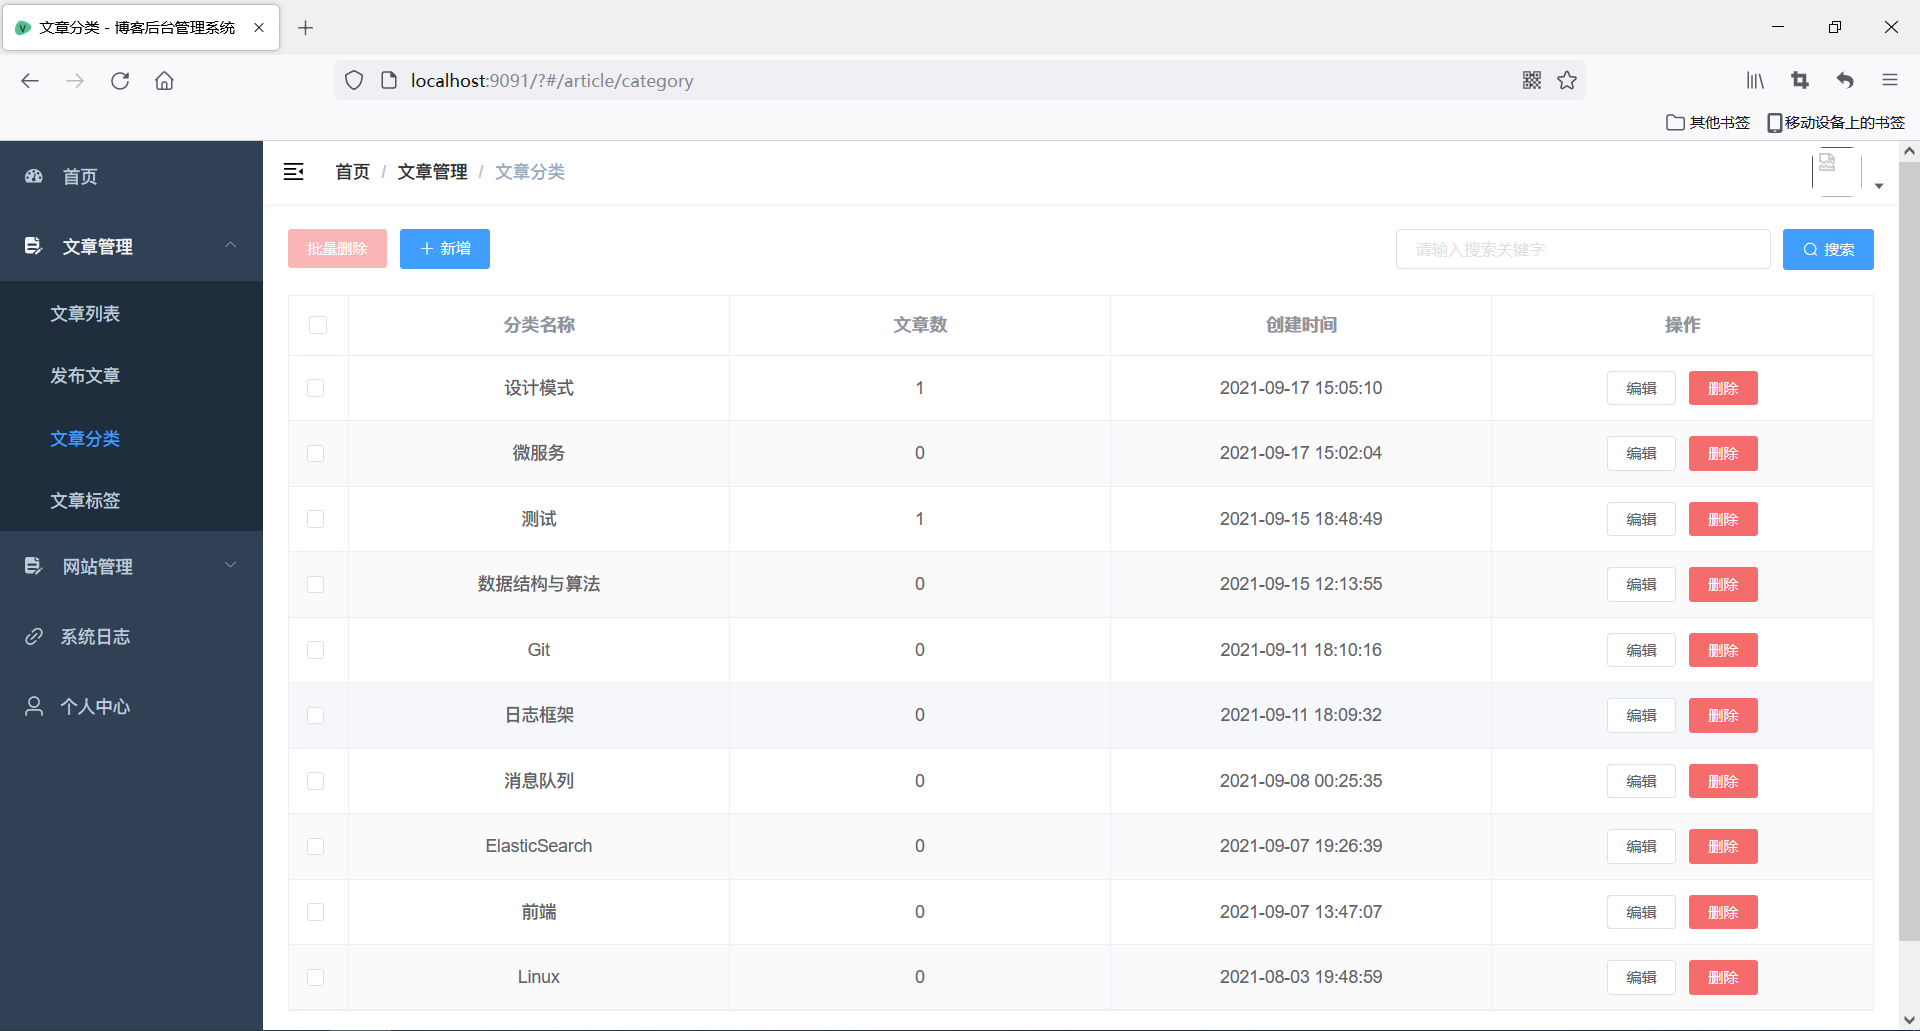 文章分类 - 博客后台管理系统
localhost:9091/?#/article/category
其他书签 移动设备上的书签
首页
文章管理
文章列表
发布文章
文章分类
文章标签
网站管理
系统日志
个人中心
首页 / 文章管理 / 文章分类
批量删除 新增 请输入搜索关键字 搜索
分类名称 文章数 创建时间 操作
设计模式 1 2021-09-17 15:05:10 编辑 删除
微服务 0 2021-09-17 15:02:04 编辑 删除
测试 1 2021-09-15 18:48:49 编辑 删除
数据结构与算法 0 2021-09-15 12:13:55 编辑 删除
Git 0 2021-09-11 18:10:16 编辑 删除
日志框架 0 2021-09-11 18:09:32 编辑 删除
消息队列 0 2021-09-08 00:25:35 编辑 删除
ElasticSearch 0 2021-09-07 19:26:39 编辑 删除
前端 0 2021-09-07 13:47:07 编辑 删除
Linux 0 2021-08-03 19:48:59 编辑 删除